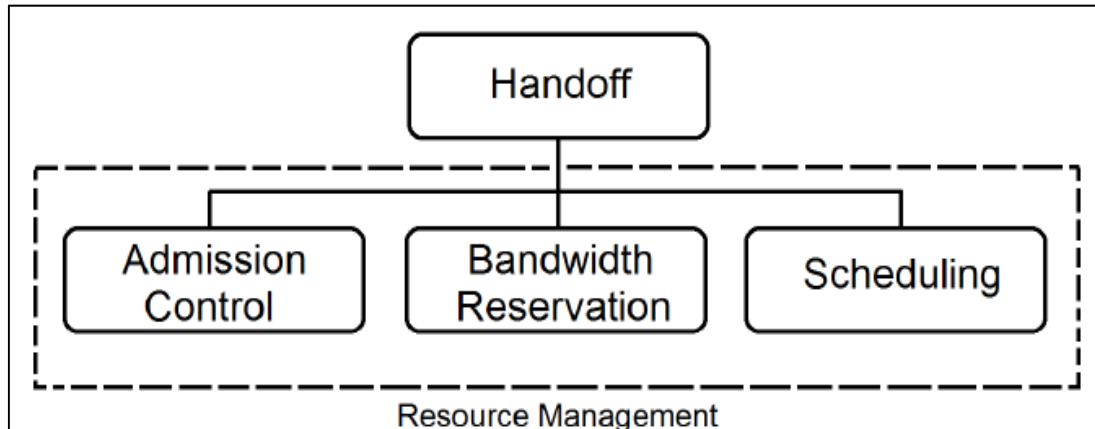 Handoff
Admission
Control
Bandwidth
Reservation
Scheduling
Resource Management